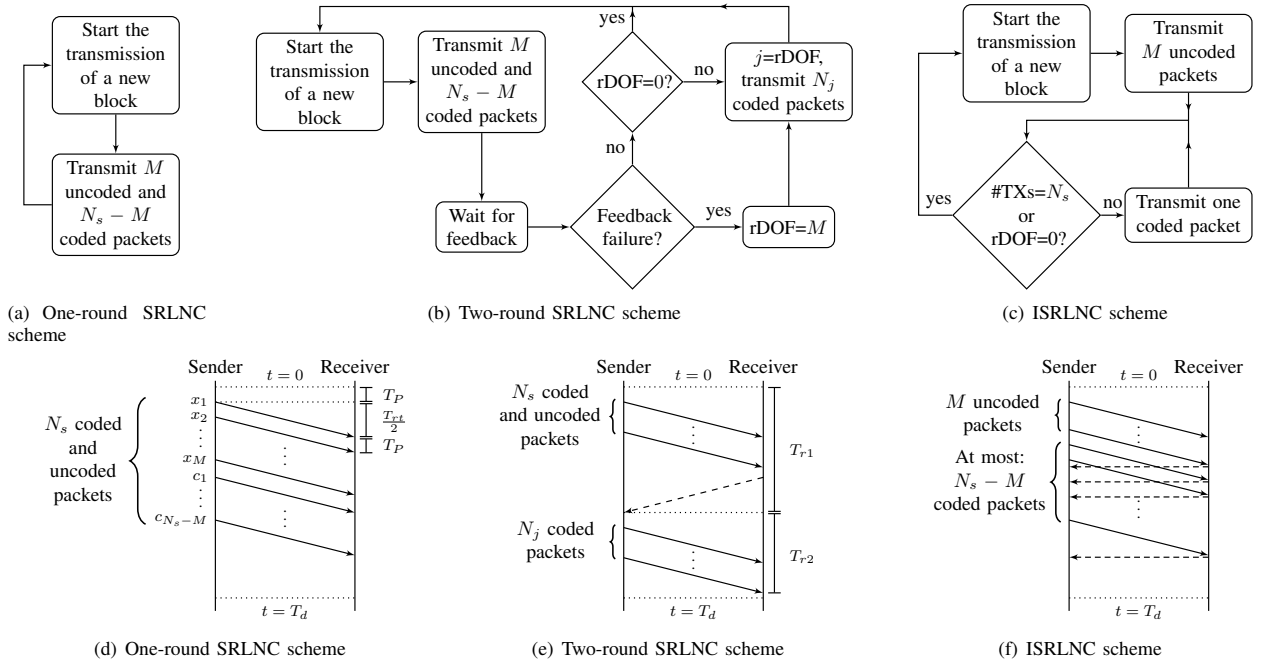 Start the
transmission
of a new
block
Transmit M
uncoded and
N_s − M
coded packets
(a) One-round SRLNC
scheme
Start the
transmission
of a new
block
Transmit M
uncoded and
N_s − M
coded packets
Wait for
feedback
Feedback
failure?
yes
no
rDOF=M
rDOF=0?
yes
no
j=rDOF,
transmit N_j
coded packets
(b) Two-round SRLNC scheme
Start the
transmission
of a new
block
Transmit
M uncoded
packets
#TXs=N_s
or
rDOF=0?
yes
no
Transmit one
coded packet
(c) ISRLNC scheme
Sender
Receiver
t = 0
N_s coded
and
uncoded
packets
x_1
x_2
⋮
x_M
c_1
⋮
c_{N_s−M}
⋮
⋮
T_P
T_rt/2
T_P
t = T_d
(d) One-round SRLNC scheme
Sender
Receiver
t = 0
N_s coded
and uncoded
packets
⋮
T_r1
N_j coded
packets
⋮
T_r2
t = T_d
(e) Two-round SRLNC scheme
Sender
Receiver
t = 0
M uncoded
packets
⋮
At most:
N_s − M
coded packets
⋮
t = T_d
(f) ISRLNC scheme